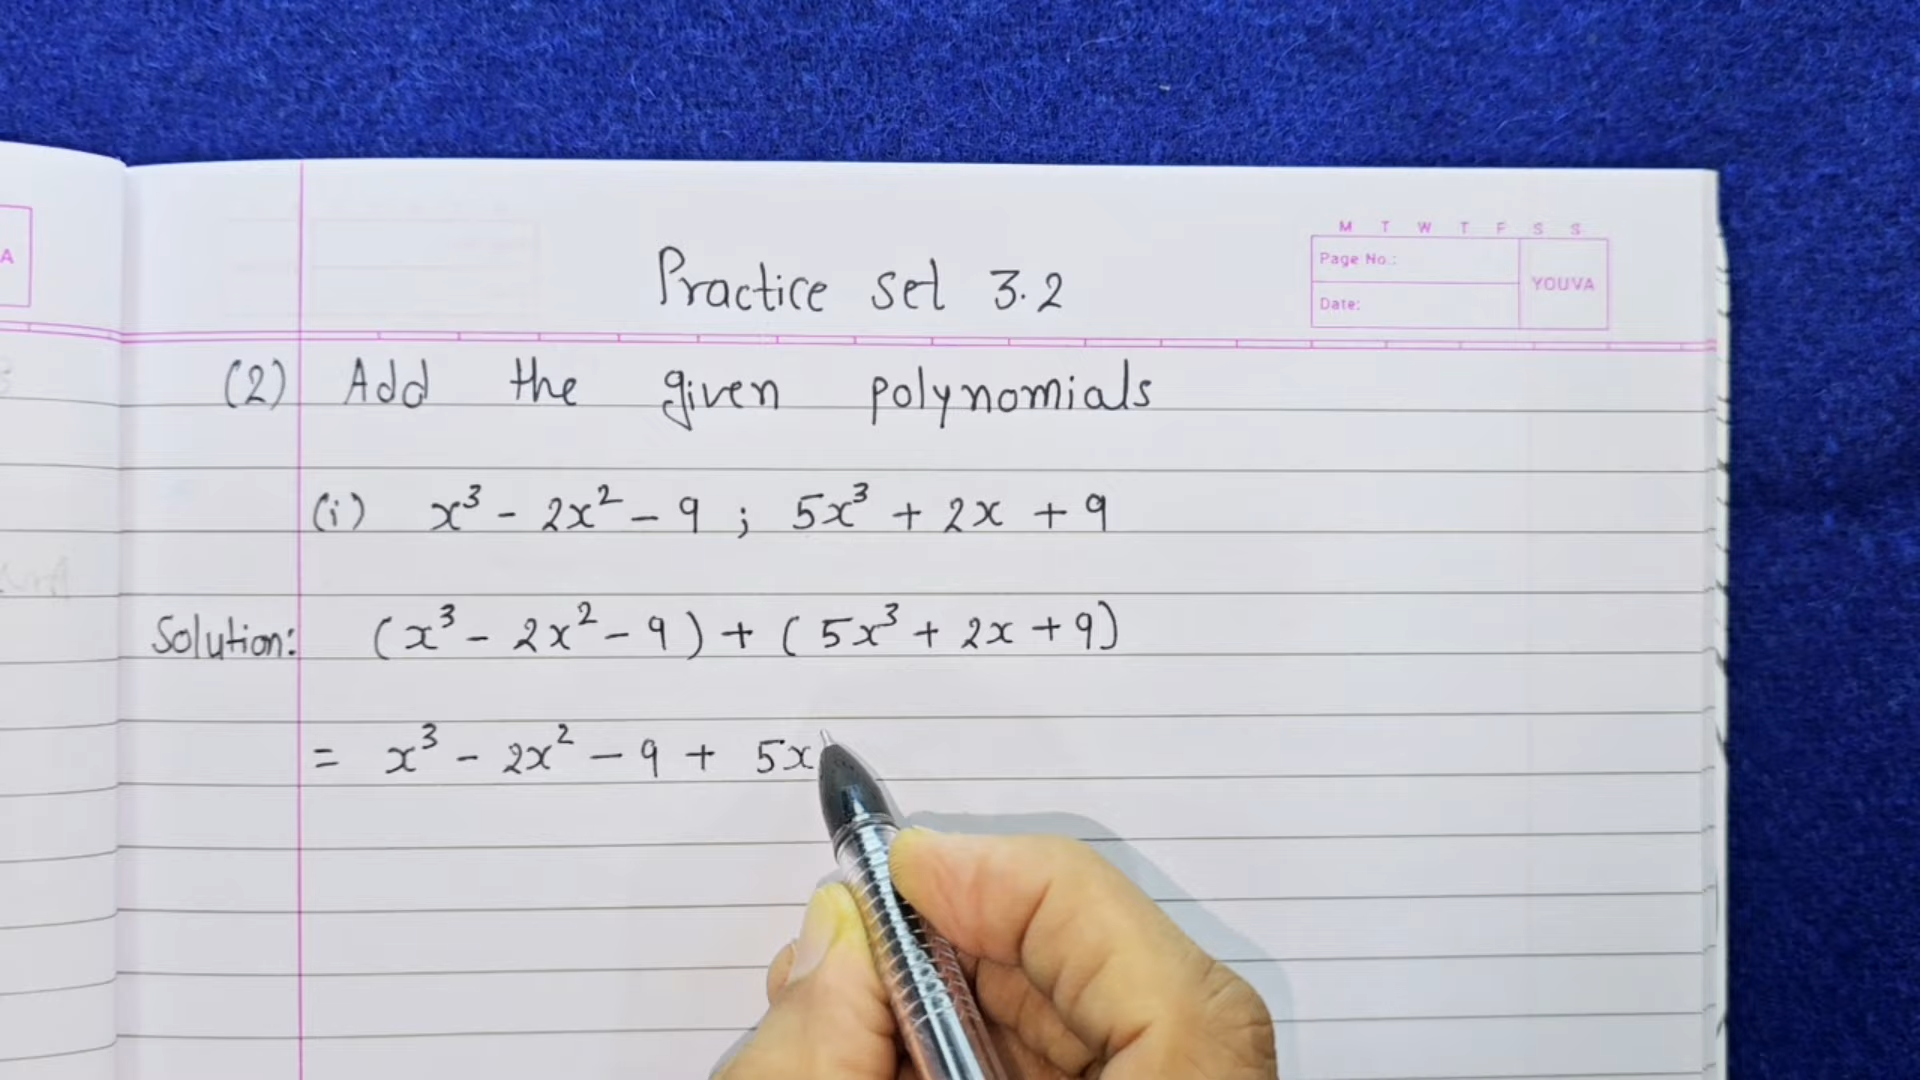 M T W T F S S
Page No.:
YOUVA
Date:
A
Practice set 3.2
(2) Add the given polynomials
(i) x³ - 2x² - 9 ; 5x³ + 2x + 9
Solution: (x³ - 2x² - 9) + (5x³ + 2x + 9)
= x³ - 2x² - 9 + 5x